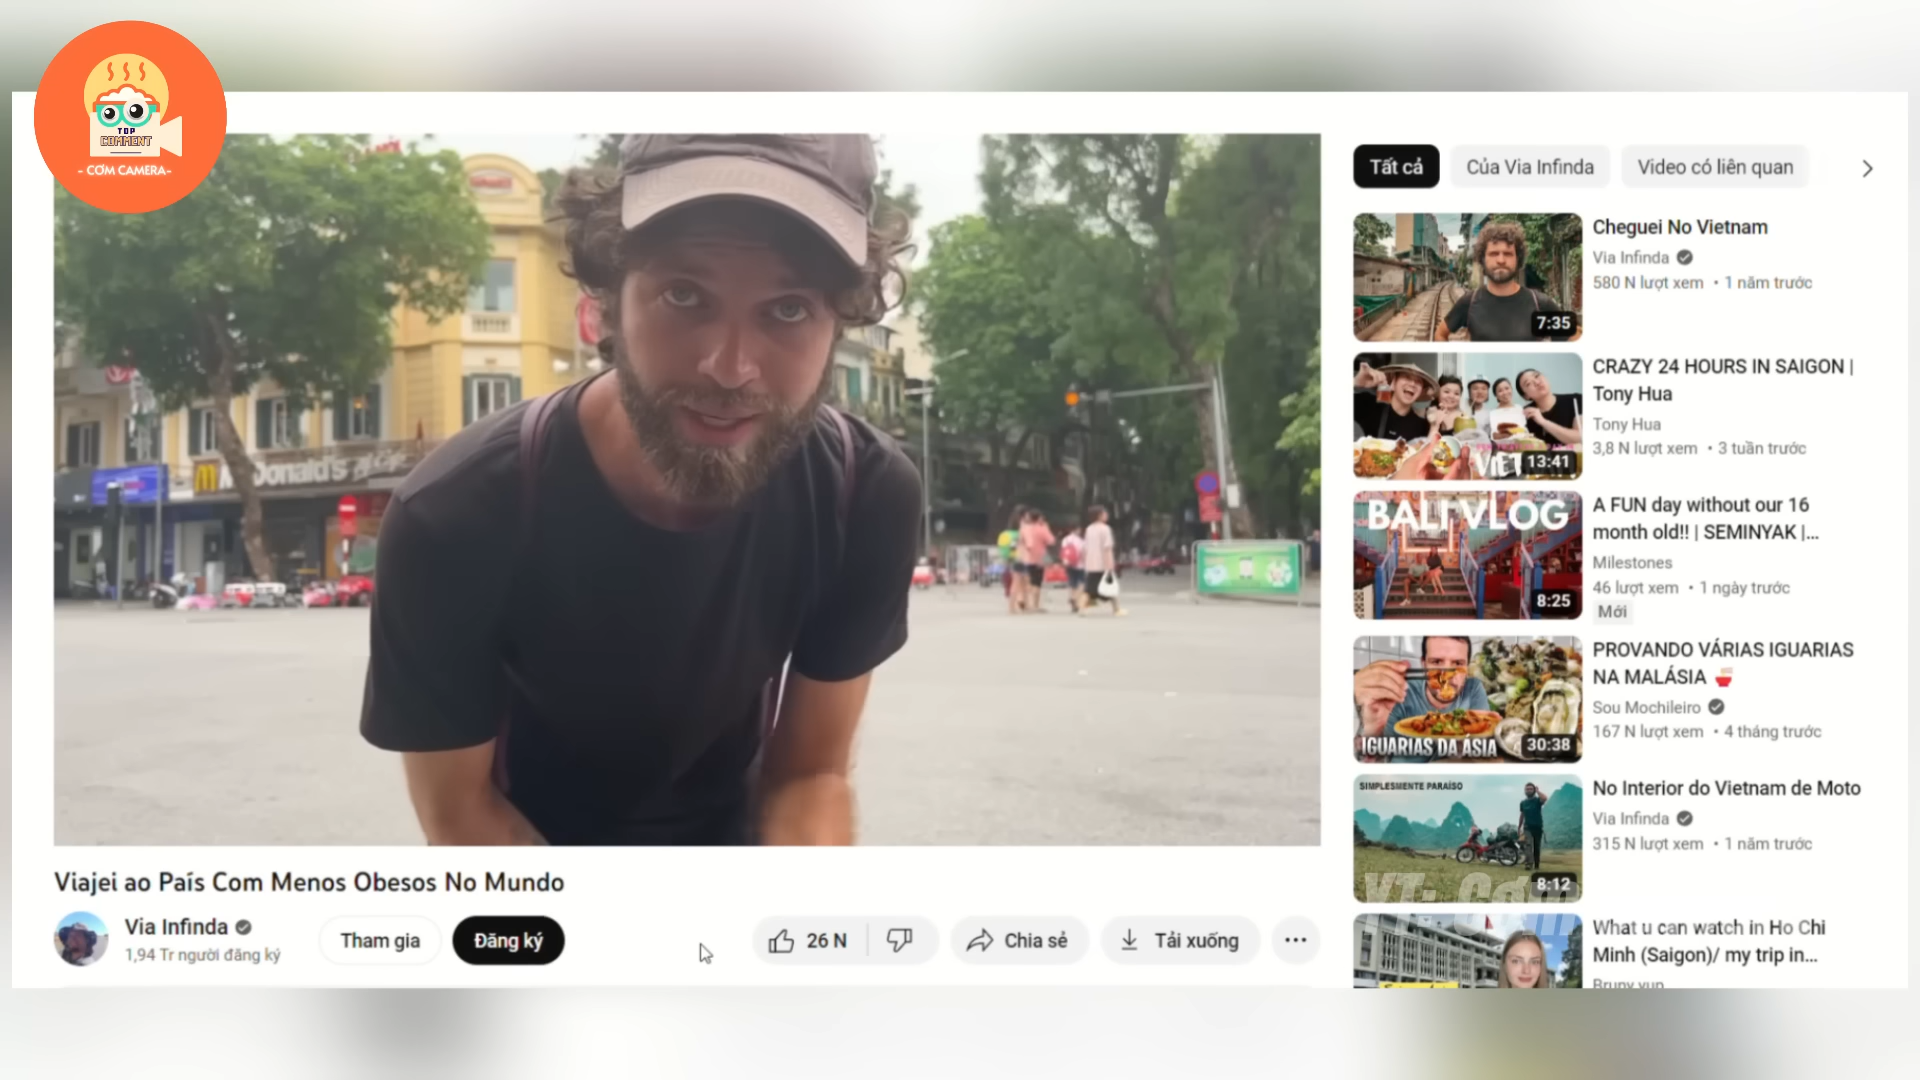 TOP
COMMENT
- CƠM CAMERA-
McDonald's
Viajei ao País Com Menos Obesos No Mundo
Via Infinda
1,94 Tr người đăng ký
Tham gia
Đăng ký
26 N
Chia sẻ
Tải xuống
Tất cả
Của Via Infinda
Video có liên quan
7:35
Cheguei No Vietnam
Via Infinda
580 N lượt xem • 1 năm trước
VIET
13:41
CRAZY 24 HOURS IN SAIGON |
Tony Hua
Tony Hua
3,8 N lượt xem • 3 tuần trước
BALI VLOG
8:25
A FUN day without our 16
month old!! | SEMINYAK |...
Milestones
46 lượt xem • 1 ngày trước
Mới
IGUARIAS DA ÁSIA
30:38
PROVANDO VÁRIAS IGUARIAS
NA MALÁSIA
Sou Mochileiro
167 N lượt xem • 4 tháng trước
SIMPLESMENTE PARAÍSO
8:12
No Interior do Vietnam de Moto
Via Infinda
315 N lượt xem • 1 năm trước
YT: Cơm
What u can watch in Ho Chi
Minh (Saigon)/ my trip in...
Bruny yup